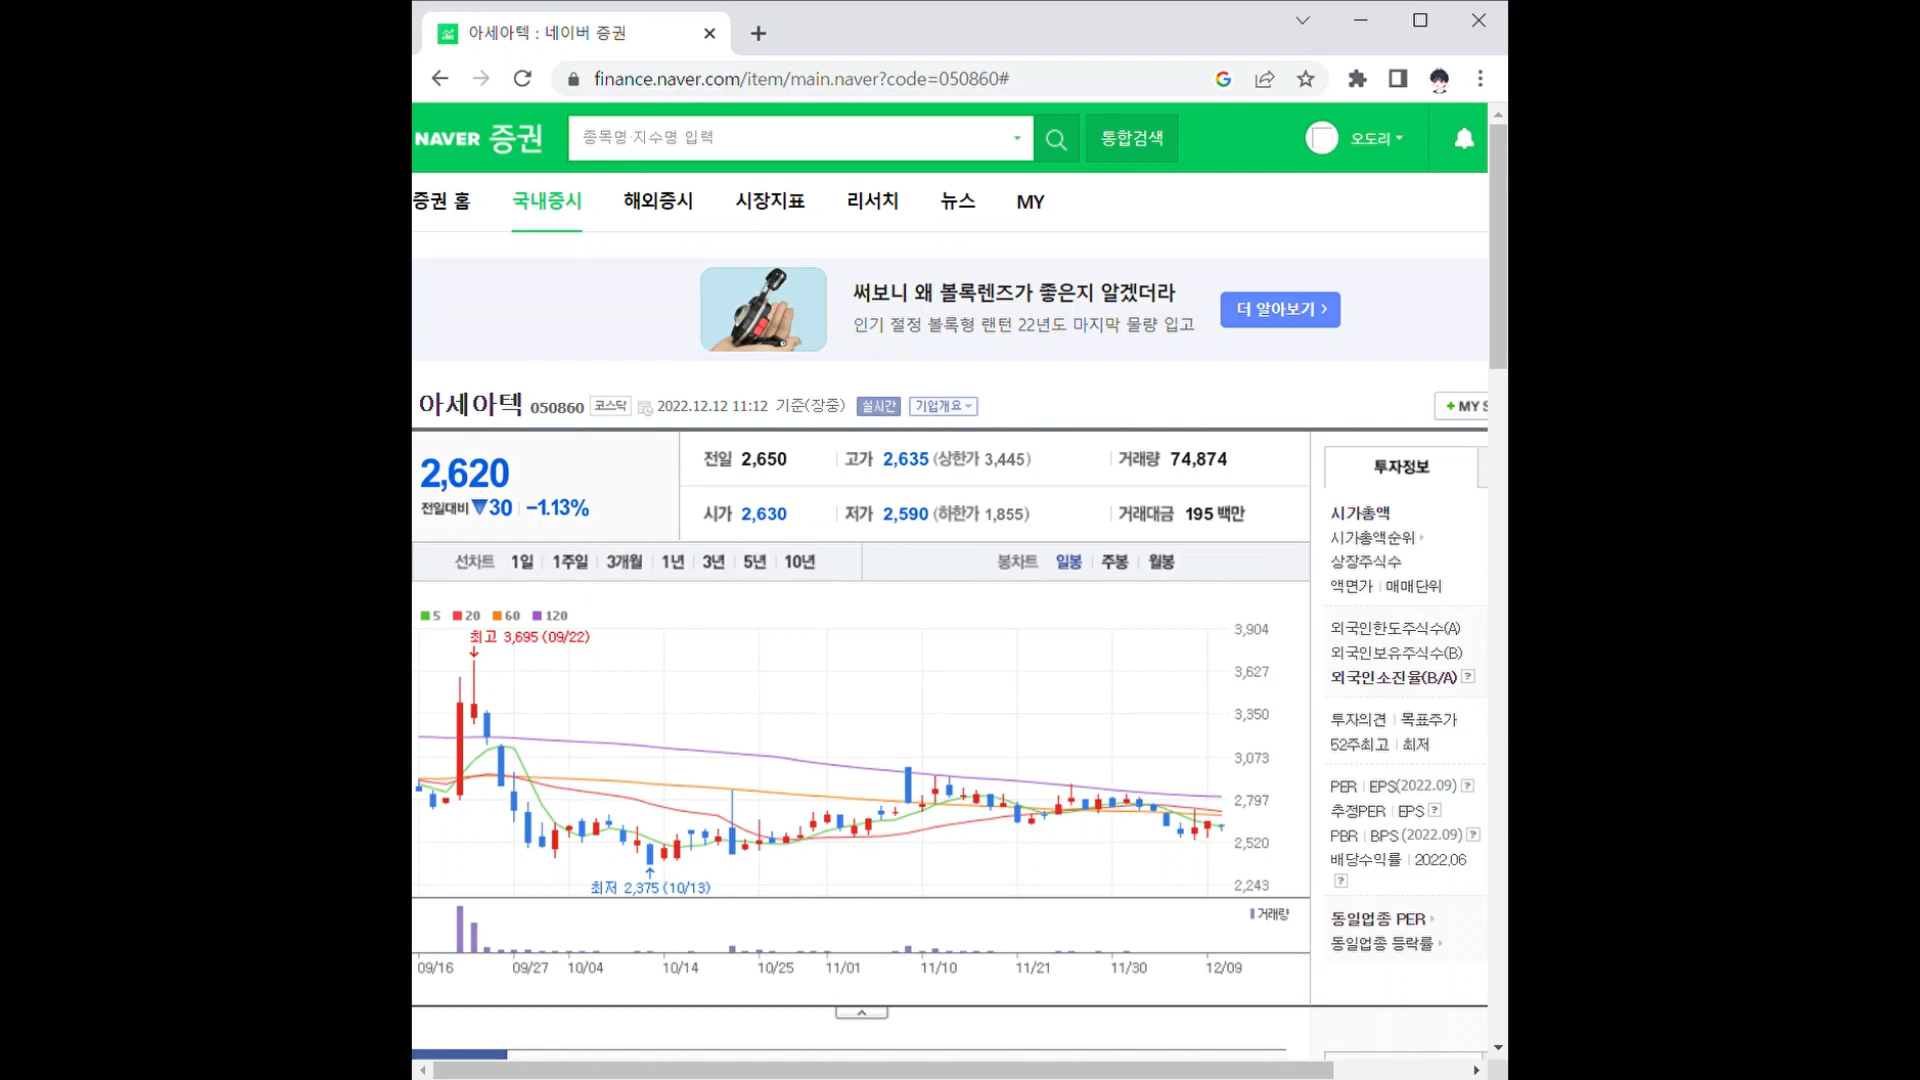 아세아텍 : 네이버 증권
finance.naver.com/item/main.naver?code=050860#
NAVER 증권
종목명·지수명 입력
통합검색
오도리
증권 홈 국내증시 해외증시 시장지표 리서치 뉴스 MY
써보니 왜 볼록렌즈가 좋은지 알겠더라
인기 절정 볼록형 랜턴 22년도 마지막 물량 입고
더 알아보기 >
아세아텍 050860 코스닥 2022.12.12 11:12 기준(장중) 실시간 기업개요
+ MY S
2,620
전일대비 ▼30 -1.13%
전일 2,650 고가 2,635 (상한가 3,445) 거래량 74,874
시가 2,630 저가 2,590 (하한가 1,855) 거래대금 195 백만
선차트 1일 1주일 3개월 1년 3년 5년 10년 봉차트 일봉 주봉 월봉
5 20 60 120
최고 3,695 (09/22)
3,904
3,627
3,350
3,073
2,797
2,520
2,243
최저 2,375 (10/13)
거래량
09/16 09/27 10/04 10/14 10/25 11/01 11/10 11/21 11/30 12/09
투자정보
시가총액
시가총액순위
상장주식수
액면가 | 매매단위
외국인한도주식수(A)
외국인보유주식수(B)
외국인소진율(B/A) ?
투자의견 | 목표주가
52주최고 | 최저
PER | EPS(2022.09) ?
추정PER | EPS ?
PBR | BPS (2022.09) ?
배당수익률 | 2022.06
?
동일업종 PER
동일업종 등락률